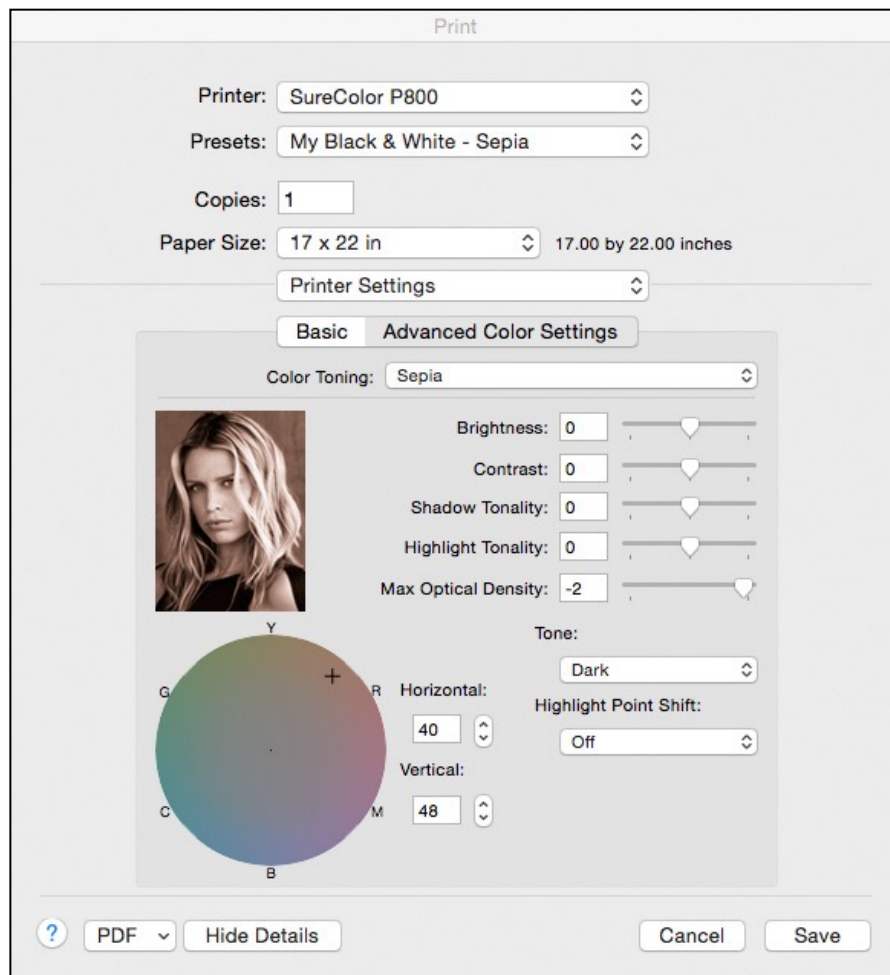 Print
Printer: SureColor P800
Presets: My Black & White - Sepia
Copies: 1
Paper Size: 17 x 22 in 17.00 by 22.00 inches
Printer Settings
Basic Advanced Color Settings
Color Toning: Sepia
Brightness: 0
Contrast: 0
Shadow Tonality: 0
Highlight Tonality: 0
Max Optical Density: -2
Y
G
R
C
M
B
Horizontal:
40
Vertical:
48
Tone:
Dark
Highlight Point Shift:
Off
? PDF Hide Details Cancel Save